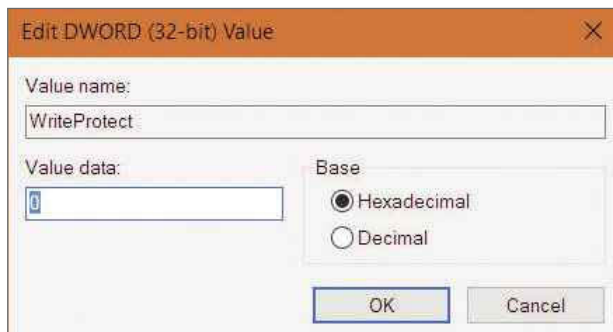 Edit DWORD (32-bit) Value
Value name:
WriteProtect
Value data:
0
Base
Hexadecimal
Decimal
OK
Cancel